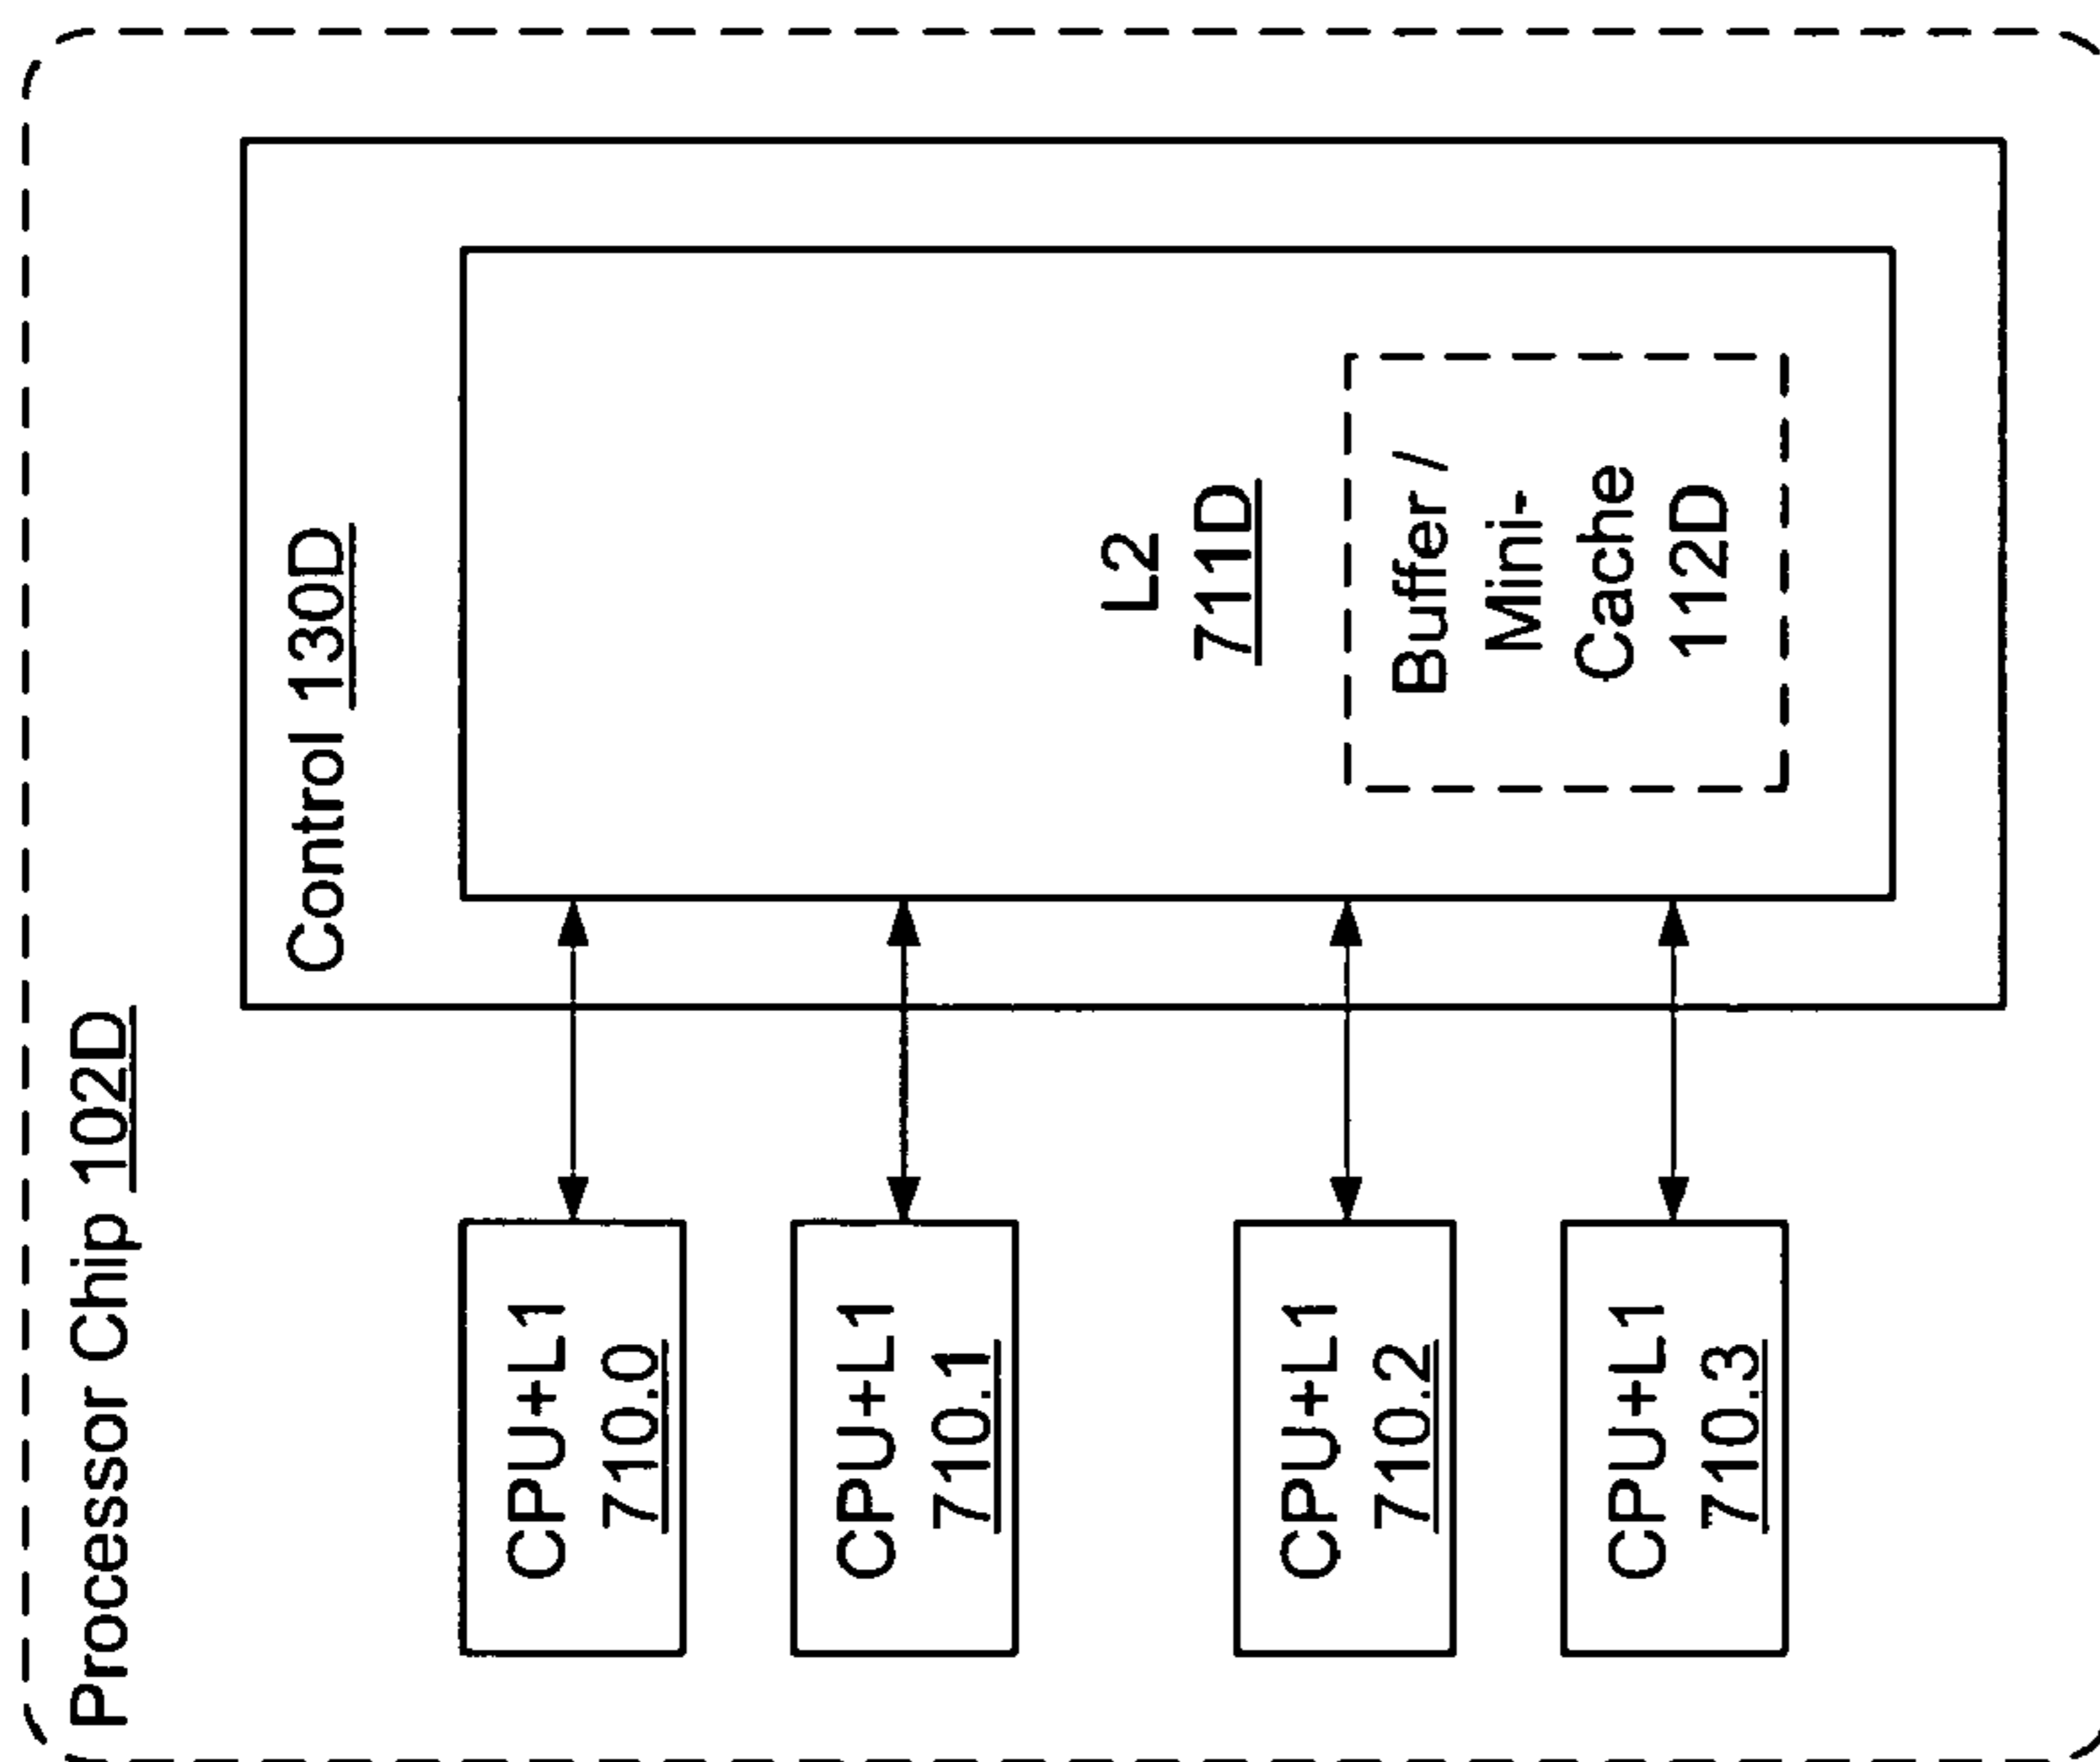 Processor Chip 102D
Control 130D
CPU+L1
710.0
CPU+L1
710.1
CPU+L1
710.2
CPU+L1
710.3
L2
711D
Buffer /
Mini-
Cache
112D